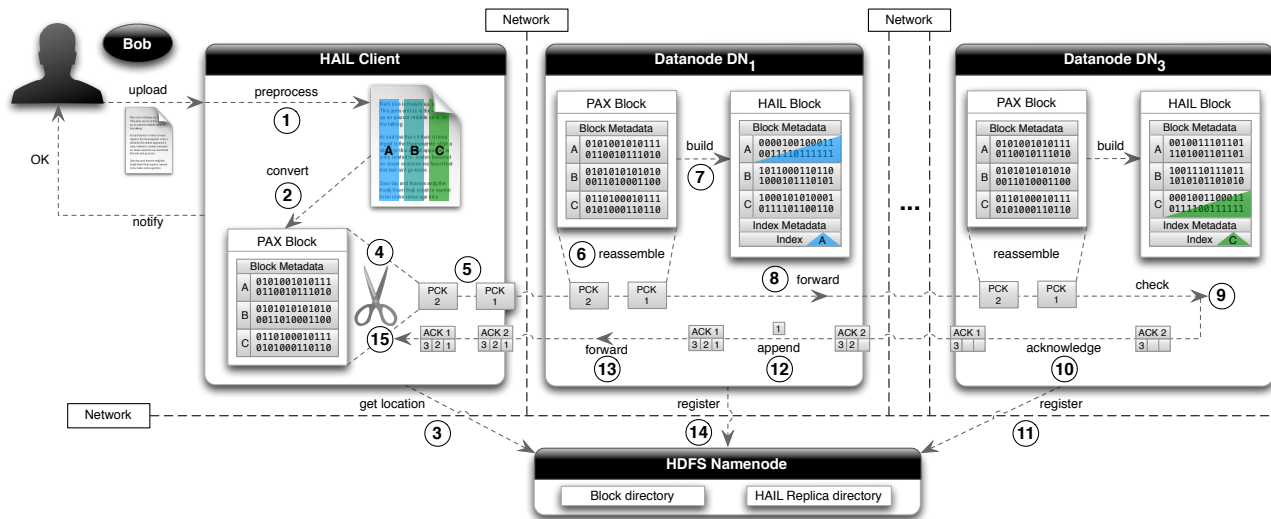 Bob
upload
OK
notify
Network
HAIL Client
preprocess
1
A B C
convert
2
PAX Block
Block Metadata
A
0101001010111
0110010111010
B
0101010101010
0011010001100
C
0110100010111
0101000110110
4
5
PCK
2
PCK
1
15
ACK 1
3 2 1
ACK 2
3 2 1
Datanode DN1
PAX Block
Block Metadata
A
0101001010111
0110010111010
B
0101010101010
0011010001100
C
0110100010111
0101000110110
build
7
HAIL Block
Block Metadata
A
0000100100011
0011110111111
B
1011000110110
1000101110101
C
1000101010001
0111101100110
Index Metadata
Index A
6 reassemble
PCK
2
PCK
1
8 forward
forward
13
ACK 1
3 2 1
1
append
12
ACK 2
3 2
...
Network
Datanode DN3
PAX Block
Block Metadata
A
0101001010111
0110010111010
B
0101010101010
0011010001100
C
0110100010111
0101000110110
build
HAIL Block
Block Metadata
A
0010011101101
1101001101101
B
1001110111011
1010101101010
C
0001001100011
0111100111111
Index Metadata
Index C
reassemble
PCK
2
PCK
1
check
9
ACK 1
3
acknowledge
10
ACK 2
3
Network
get location
3
register
14
register
11
HDFS Namenode
Block directory
HAIL Replica directory